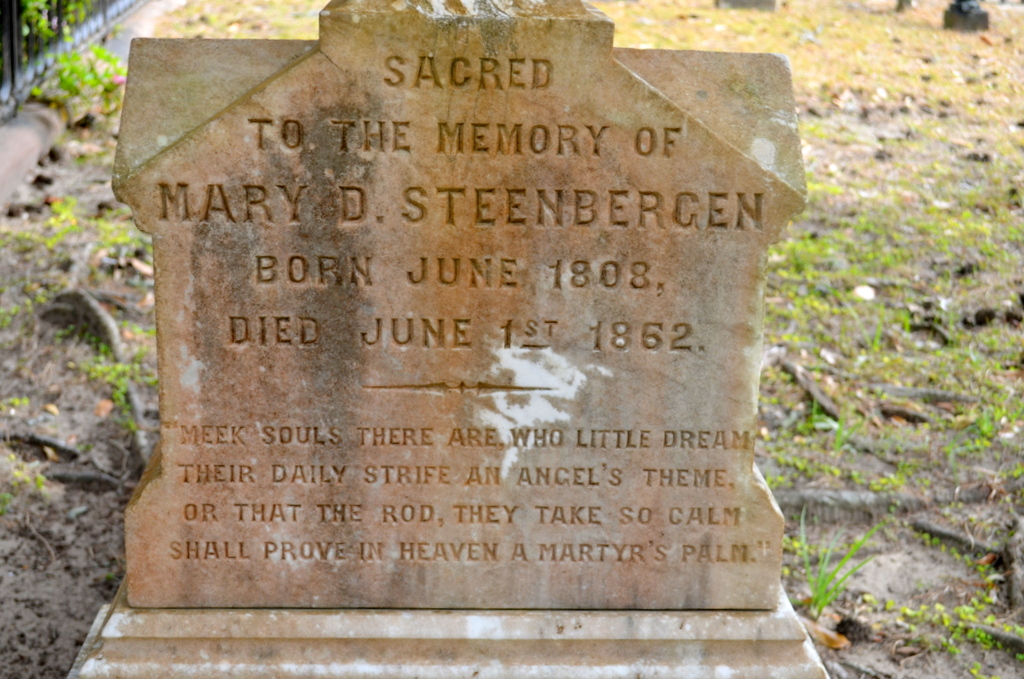 SACRED
TO THE MEMORY OF
MARY D. STEENBERGEN
BORN JUNE 1808,
DIED JUNE 1ST 1862.
"MEEK SOULS THERE ARE, WHO LITTLE DREAM
THEIR DAILY STRIFE AN ANGEL'S THEME.
OR THAT THE ROD, THEY TAKE SO CALM
SHALL PROVE IN HEAVEN A MARTYR'S PALM."